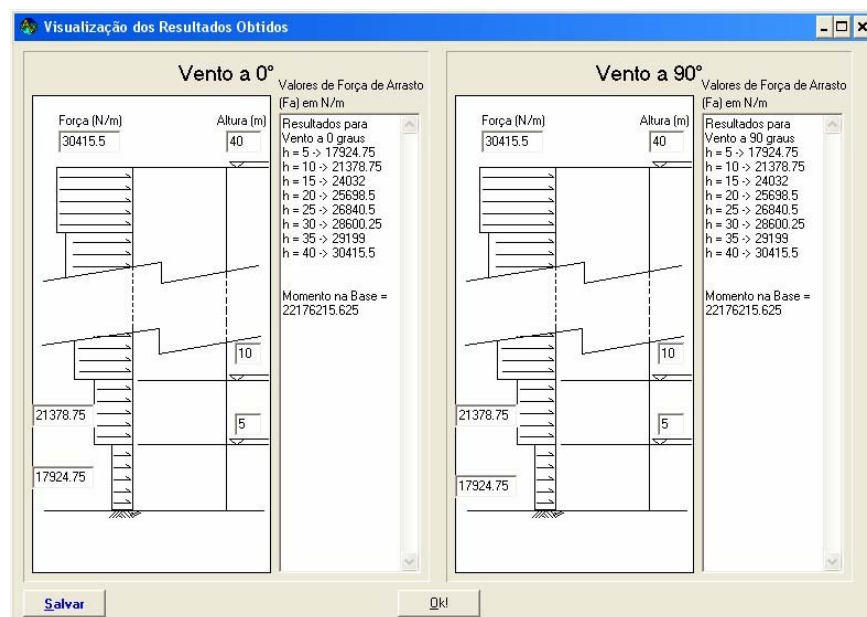 Visualização dos Resultados Obtidos
Vento a 0°
Valores de Força de Arrasto
(Fa) em N/m
Força (N/m)
Altura (m)
30415.5
40
10
5
21378.75
17924.75
Resultados para
Vento a 0 graus
h = 5 -> 17924.75
h = 10 -> 21378.75
h = 15 -> 24032
h = 20 -> 25698.5
h = 25 -> 26840.5
h = 30 -> 28600.25
h = 35 -> 29199
h = 40 -> 30415.5
Momento na Base =
22176215.625
Vento a 90°
Valores de Força de Arrasto
(Fa) em N/m
Força (N/m)
Altura (m)
30415.5
40
10
5
21378.75
17924.75
Resultados para
Vento a 90 graus
h = 5 -> 17924.75
h = 10 -> 21378.75
h = 15 -> 24032
h = 20 -> 25698.5
h = 25 -> 26840.5
h = 30 -> 28600.25
h = 35 -> 29199
h = 40 -> 30415.5
Momento na Base =
22176215.625
Salvar
Ok!